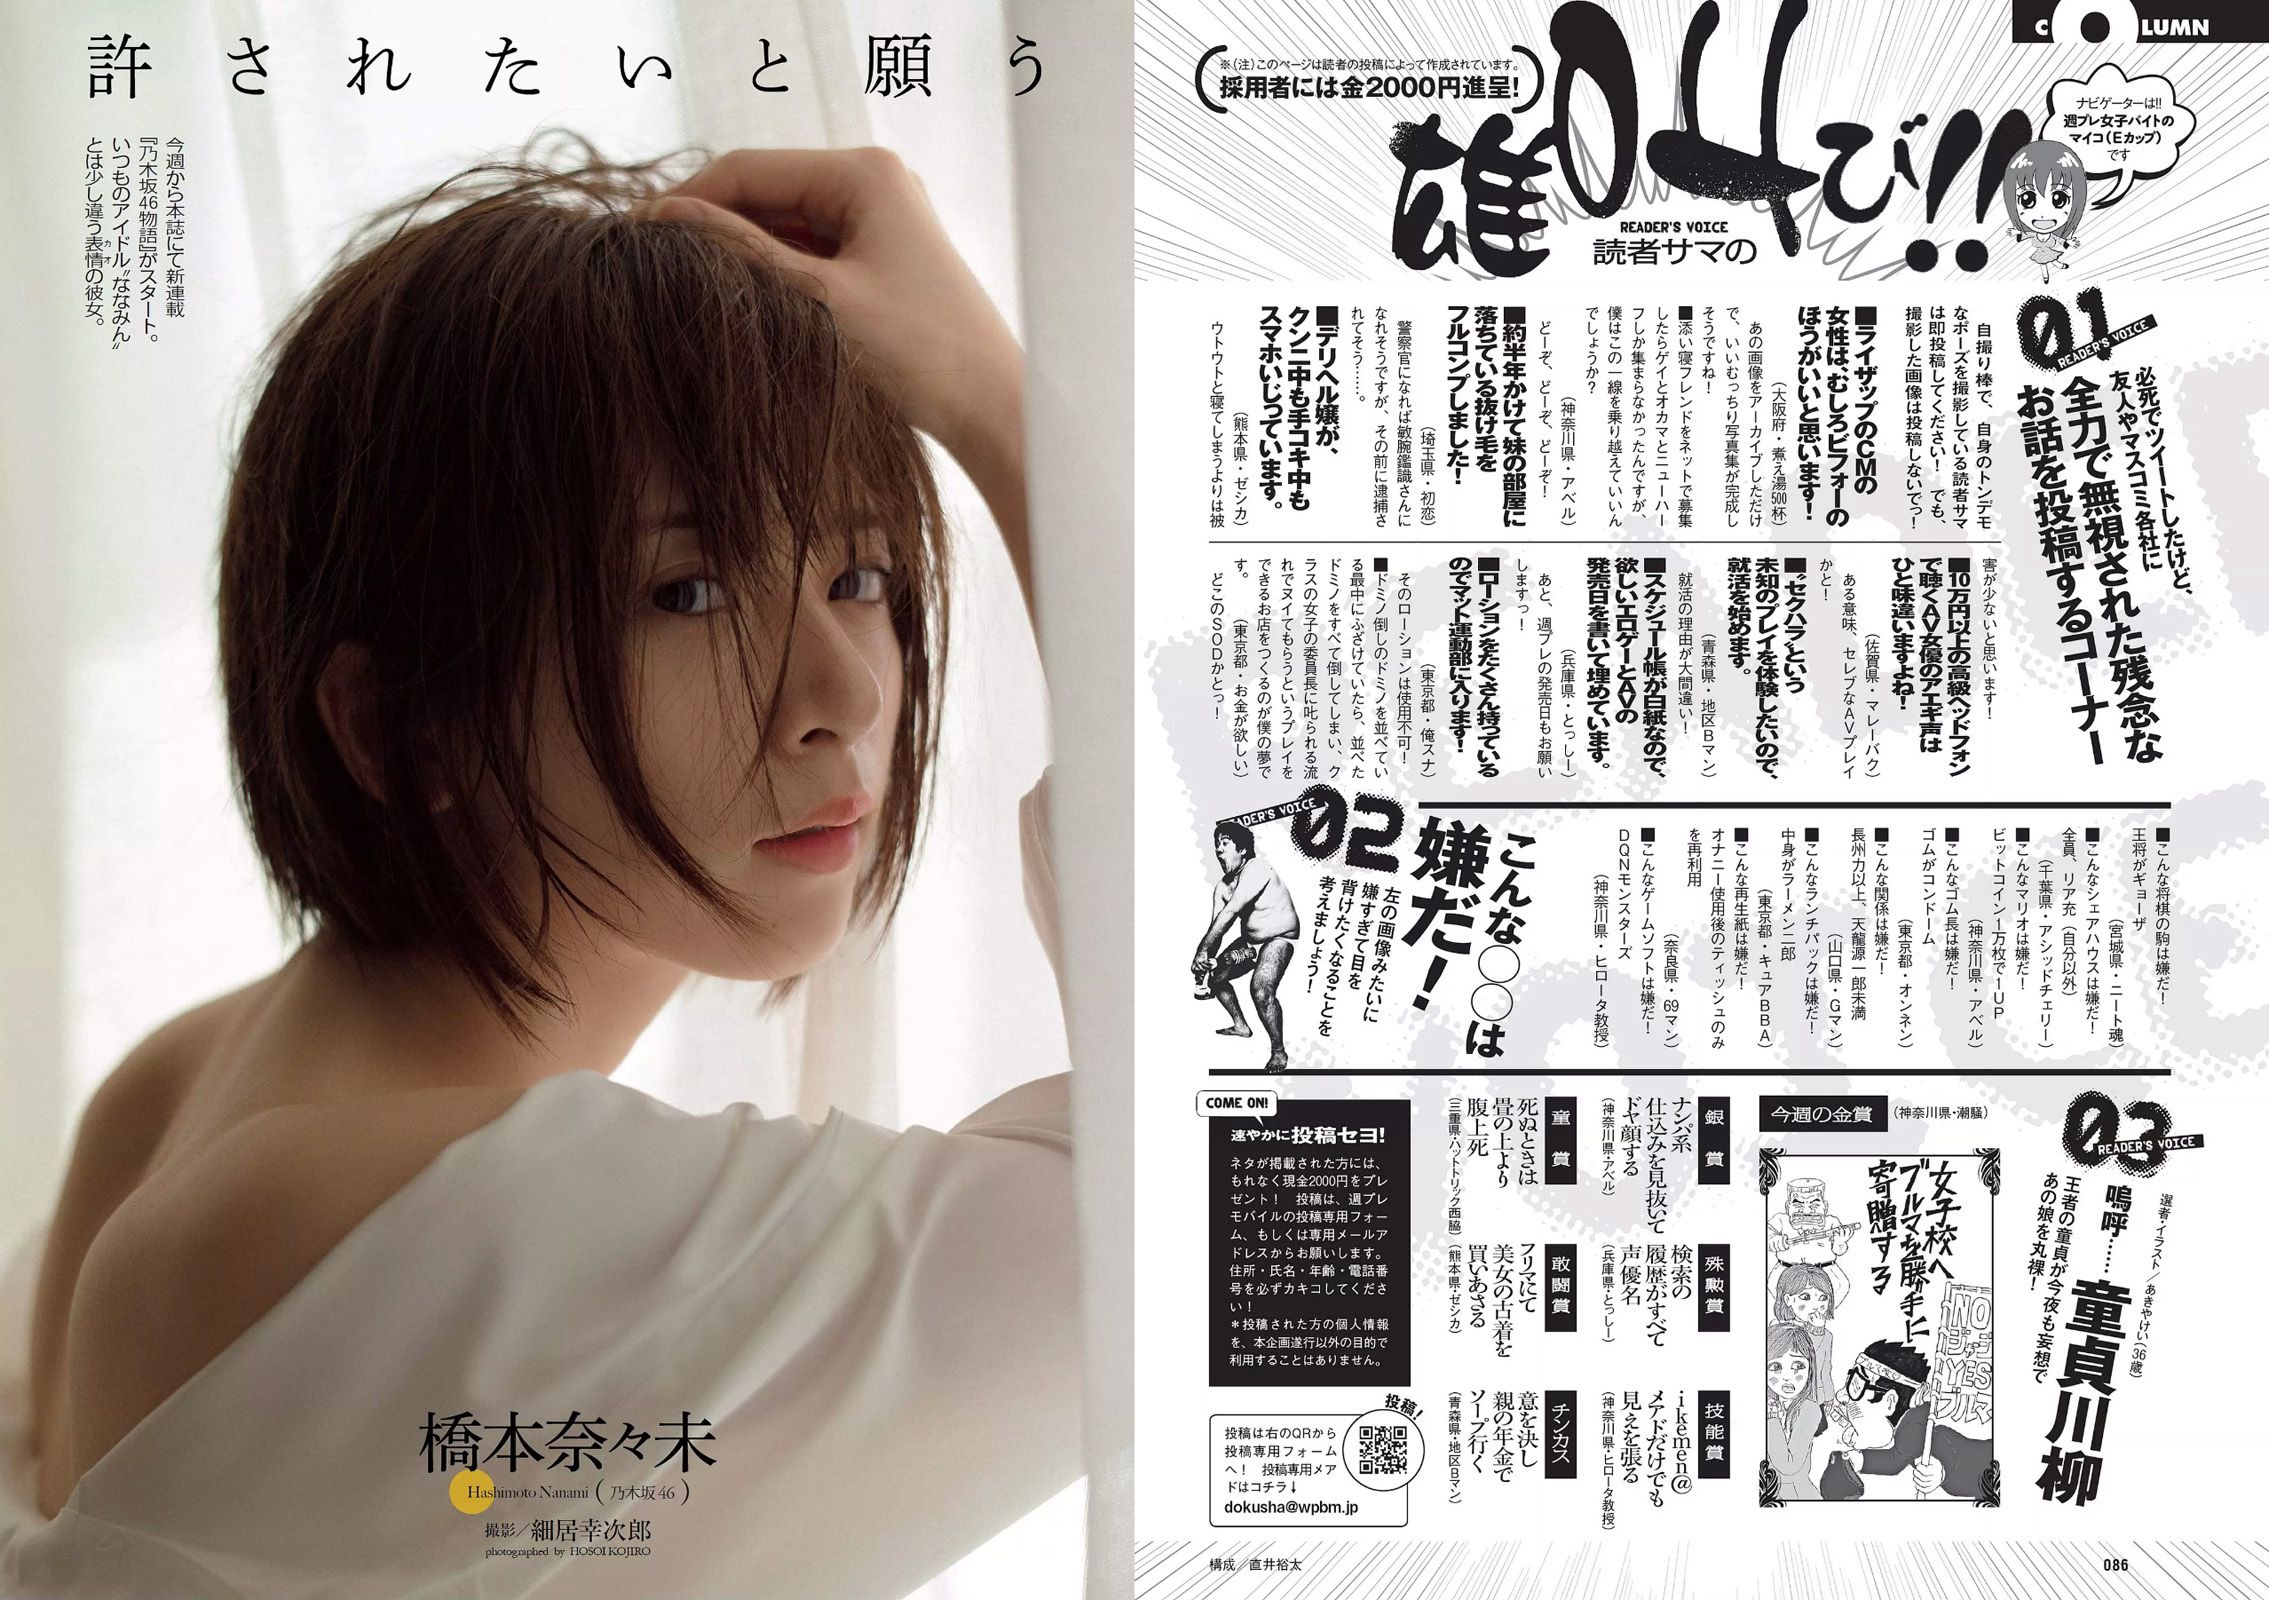 許されたいと願う
今週から本誌にて新連載
『乃木坂46物語』がスタート。
いつものアイドル〝ななみん〟
とは少し違う表情の彼女。
カオ
橋本奈々未
Hashimoto Nanami (乃木坂46)
撮影／細居幸次郎
photographed by HOSOI KOJIRO
COLUMN
※(注)このページは読者の投稿によって作成されています。
採用者には金2000円進呈!
雄叫び!!
READER'S VOICE
読者サマの
ナビゲーターは!!
週プレ女子バイトの
マイコ(Eカップ)
です
01
READER'S VOICE
必死でツイートしたけど、
友人やマスコミ各社に
全力で無視された残念な
お話を投稿するコーナー
自撮り棒で、自身のトンデモ
なポーズを撮影している読者サマ
は即投稿してください! でも、
撮影した画像は投稿しないでっ!
■ライザップのCMの
女性は、むしろビフォーの
ほうがいいと思います!
(大阪府・煮え湯500杯)
あの画像をアーカイブしただけ
で、いいむっちり写真集が完成し
そうですね!
■添い寝フレンドをネットで募集
したらゲイとオカマとニューハー
フしか集まらなかったんですが、
僕はこの一線を乗り越えていいん
でしょうか?
(神奈川県・アベル)
どーぞ、どーぞ、どーぞ!
■約半年かけて妹の部屋に
落ちている抜け毛を
フルコンプしました!
(埼玉県・初恋)
警察官になれば敏腕鑑識さんに
なれそうですが、その前に逮捕さ
れてそう……。
■デリヘル嬢が、
クンニ中も手コキ中も
スマホいじっています。
(熊本県・ゼシカ)
ウトウトと寝てしまうよりは被
害が少ないと思います!
■10万円以上の高級ヘッドフォン
で聴くAV女優のアエギ声は
ひと味違いますよね!
(佐賀県・マレーバク)
ある意味、セレブなAVプレイ
かと!
■〝セクハラ〟という
未知のプレイを体験したいので、
就活を始めます。
(青森県・地区Bマン)
就活の理由が大間違い!
■スケジュール帳が白紙なので、
欲しいエロゲーとAVの
発売日を書いて埋めています。
(兵庫県・とっしー)
あと、週プレの発売日もお願い
しますっ!
■ローションをたくさん持っている
のでマット運動部に入ります!
(東京都・俺スナ)
そのローションは使用不可!
■ドミノ倒しのドミノを並べてい
る最中にふざけていたら、並べた
ドミノをすべて倒してしまい、ク
ラスの女子の委員長に叱られる流
れでヌイてもらうというプレイを
できるお店をつくるのが僕の夢で
す。 (東京都・お金が欲しい)
どこのSODかとっ!
02
READER'S VOICE
こんな〇〇は
嫌だ!
左の画像みたいに
嫌すぎて目を
背けたくなることを
考えましょう!
■こんな将棋の駒は嫌だ!
王将がギョーザ
(宮城県・ニート魂)
■こんなシェアハウスは嫌だ!
全員、リア充(自分以外)
(千葉県・アシッドチェリー)
■こんなマリオは嫌だ!
ビットコイン1万枚で1UP
(神奈川県・アベル)
■こんなゴム長は嫌だ!
ゴムがコンドーム
(東京都・オンネン)
■こんな関係は嫌だ!
長州力以上、天龍源一郎未満
(山口県・Gマン)
■こんなランチパックは嫌だ!
中身がラーメン二郎
(東京都・キュアBBA)
■こんな再生紙は嫌だ!
オナニー使用後のティッシュのみ
を再利用
(奈良県・69マン)
■こんなゲームソフトは嫌だ!
DQNモンスターズ
(神奈川県・ヒロータ教授)
03
READER'S VOICE
選者・イラスト／あきやけい(36歳)
嗚呼……童貞川柳
王者の童貞が今夜も妄想で
あの娘を丸裸!
今週の金賞
(神奈川県・潮騒)
女子校へ
ブルマを勝手に
寄贈する
NO
ジャージ
YES
ブルマ
銀賞
ナンパ系
仕込みを見抜いて
ドヤ顔する
(神奈川県・アベル)
殊勲賞
検索の
履歴がすべて
声優名
(兵庫県・とっしー)
技能賞
ikemen@
メアドだけでも
見えを張る
(神奈川県・ヒロータ教授)
童賞
死ぬときは
畳の上より
腹上死
(三重県・ハットトリック西脇)
敢闘賞
フリマにて
美女の古着を
買いあさる
(熊本県・ゼシカ)
チンカス
意を決し
親の年金で
ソープ行く
(青森県・地区Bマン)
COME ON!
速やかに投稿セヨ!
ネタが掲載された方には、
もれなく現金2000円をプレ
ゼント! 投稿は、週プレ
モバイルの投稿専用フォー
ム、もしくは専用メールア
ドレスからお願いします。
住所・氏名・年齢・電話番
号を必ずカキコしてくださ
い!
＊投稿された方の個人情報
を、本企画遂行以外の目的で
利用することはありません。
投稿は右のQRから
投稿専用フォーム
へ! 投稿専用メア
ドはコチラ↓
dokusha@wpbm.jp
投稿!
構成／直井裕太
086